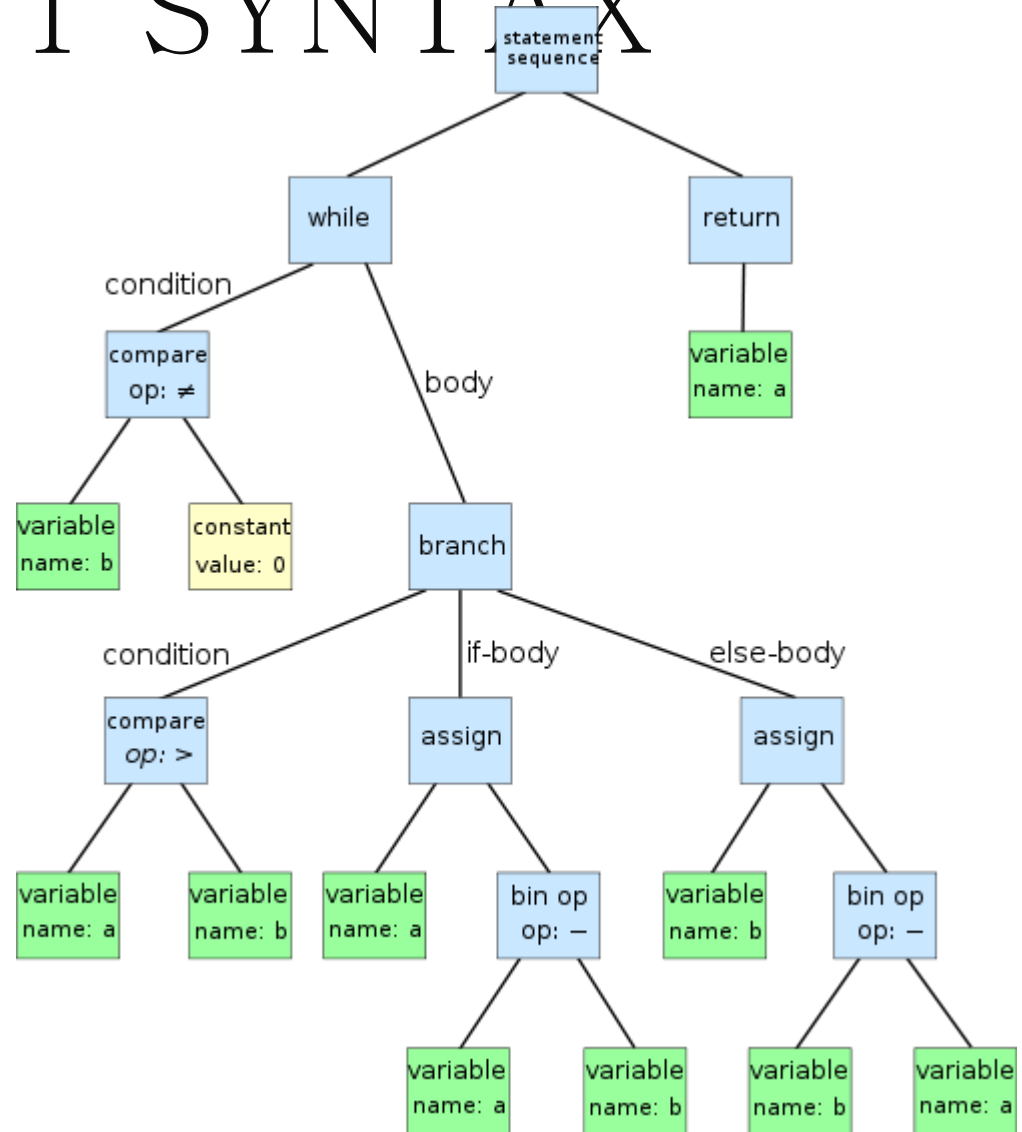 T SYNTAX
statement
sequence
while
return
condition
compare
op: ≠
variable
name: a
body
variable
name: b
constant
value: 0
branch
condition
if-body
else-body
compare
op: >
assign
assign
variable
name: a
variable
name: b
variable
name: a
bin op
op: −
variable
name: b
bin op
op: −
variable
name: a
variable
name: b
variable
name: b
variable
name: a